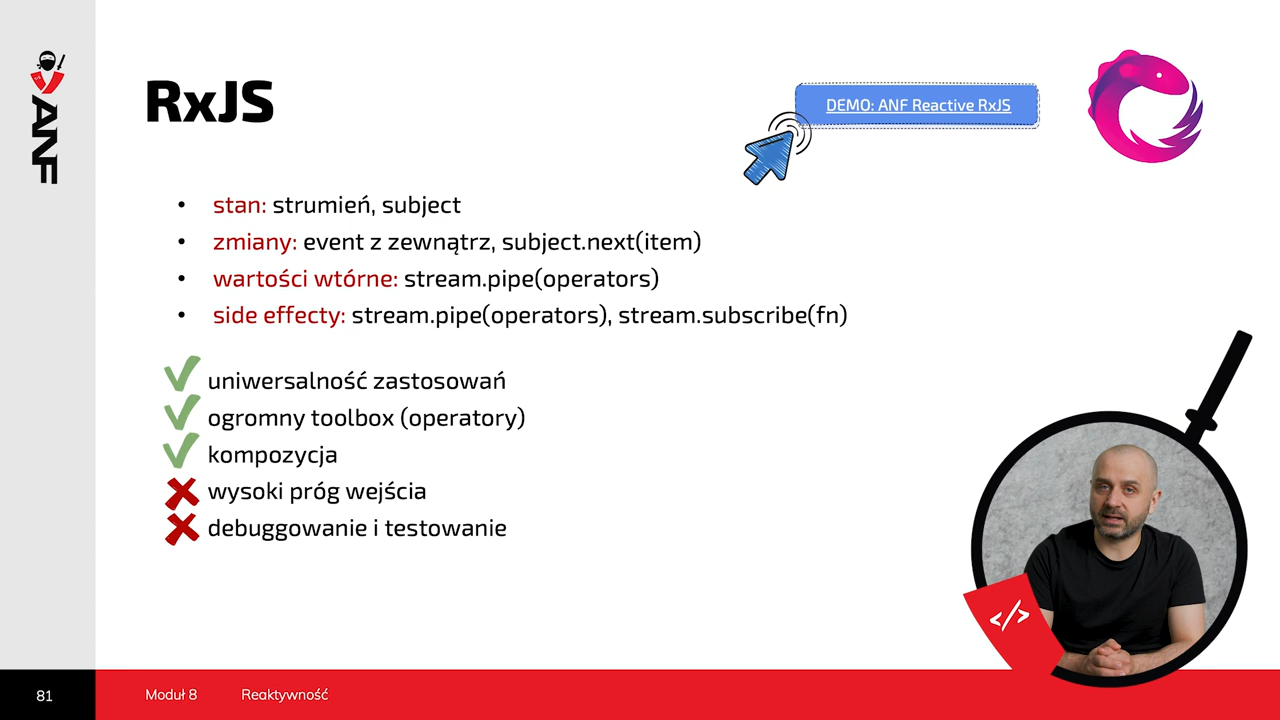 ANF
RxJS
DEMO: ANF Reactive RxJS
• stan: strumień, subject
• zmiany: event z zewnątrz, subject.next(item)
• wartości wtórne: stream.pipe(operators)
• side effecty: stream.pipe(operators), stream.subscribe(fn)
uniwersalność zastosowań
ogromny toolbox (operatory)
kompozycja
wysoki próg wejścia
debuggowanie i testowanie
</>
81
Moduł 8
Reaktywność